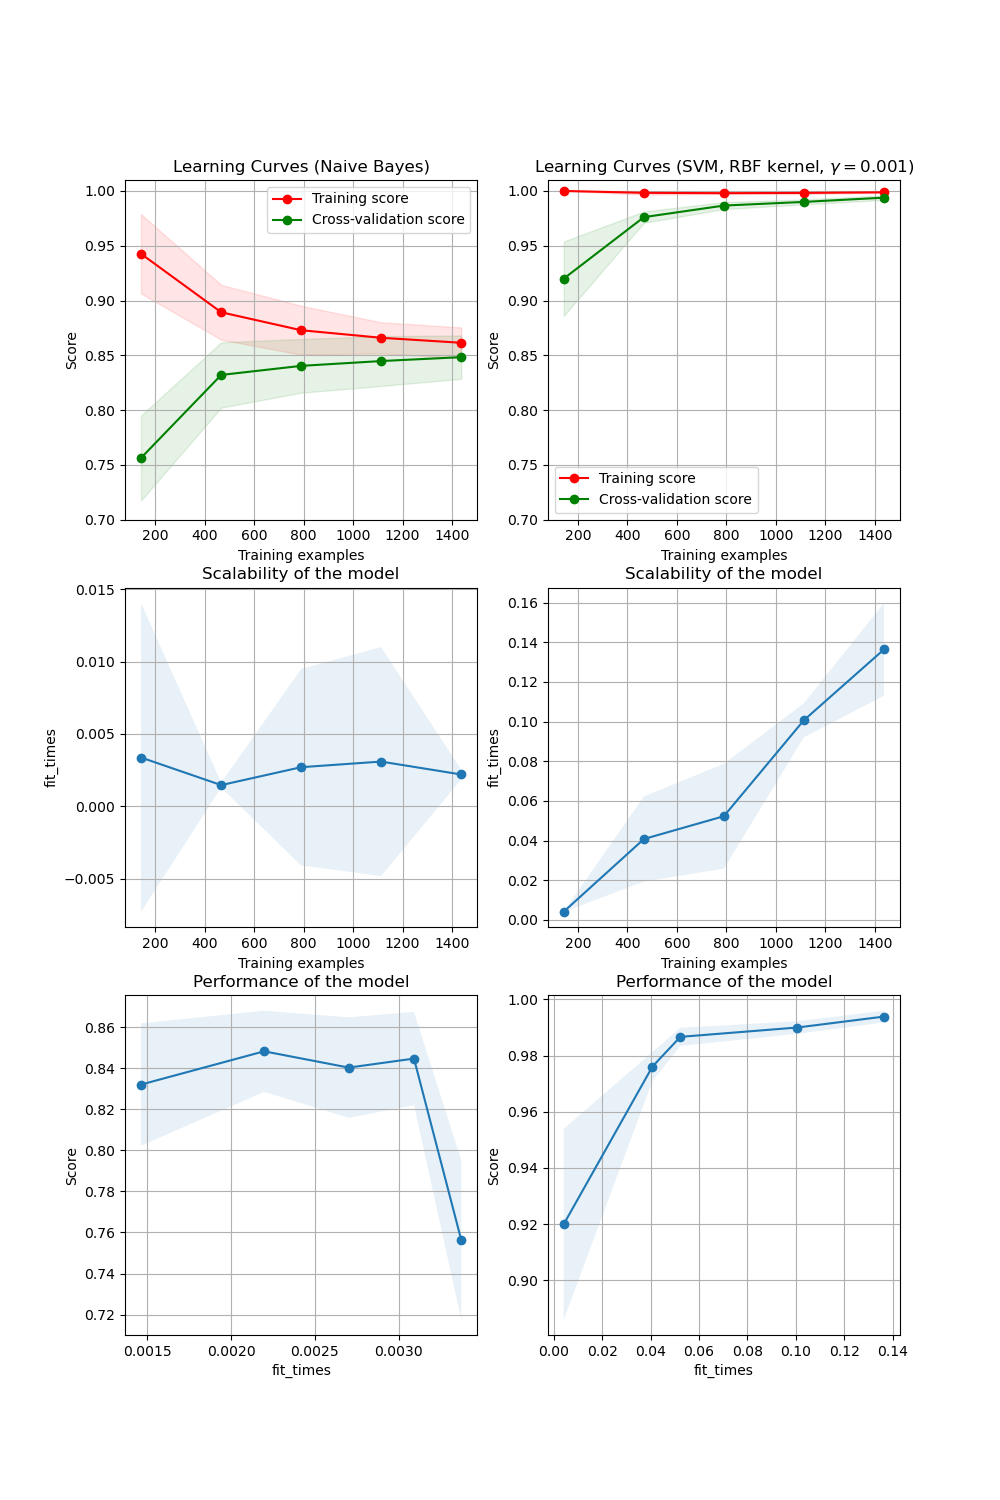 Learning Curves (Naive Bayes)
1.00
0.95
0.90
0.85
0.80
0.75
0.70
Score
Training score
Cross-validation score
200 400 600 800 1000 1200 1400
Training examples
Learning Curves (SVM, RBF kernel, γ = 0.001)
1.00
0.95
0.90
0.85
0.80
0.75
0.70
Score
Training score
Cross-validation score
200 400 600 800 1000 1200 1400
Training examples
Scalability of the model
0.015
0.010
0.005
0.000
−0.005
fit_times
200 400 600 800 1000 1200 1400
Training examples
Scalability of the model
0.16
0.14
0.12
0.10
0.08
0.06
0.04
0.02
0.00
fit_times
200 400 600 800 1000 1200 1400
Training examples
Performance of the model
0.86
0.84
0.82
0.80
0.78
0.76
0.74
0.72
Score
0.0015 0.0020 0.0025 0.0030
fit_times
Performance of the model
1.00
0.98
0.96
0.94
0.92
0.90
Score
0.00 0.02 0.04 0.06 0.08 0.10 0.12 0.14
fit_times